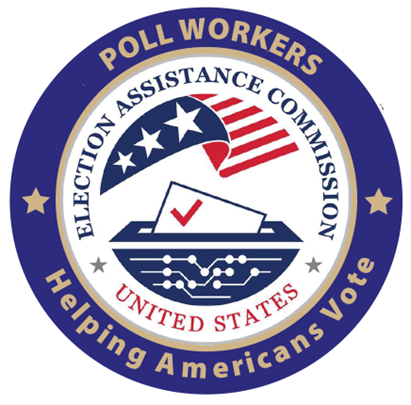 POLL WORKERS
ELECTION ASSISTANCE COMMISSION
UNITED STATES
Helping Americans Vote